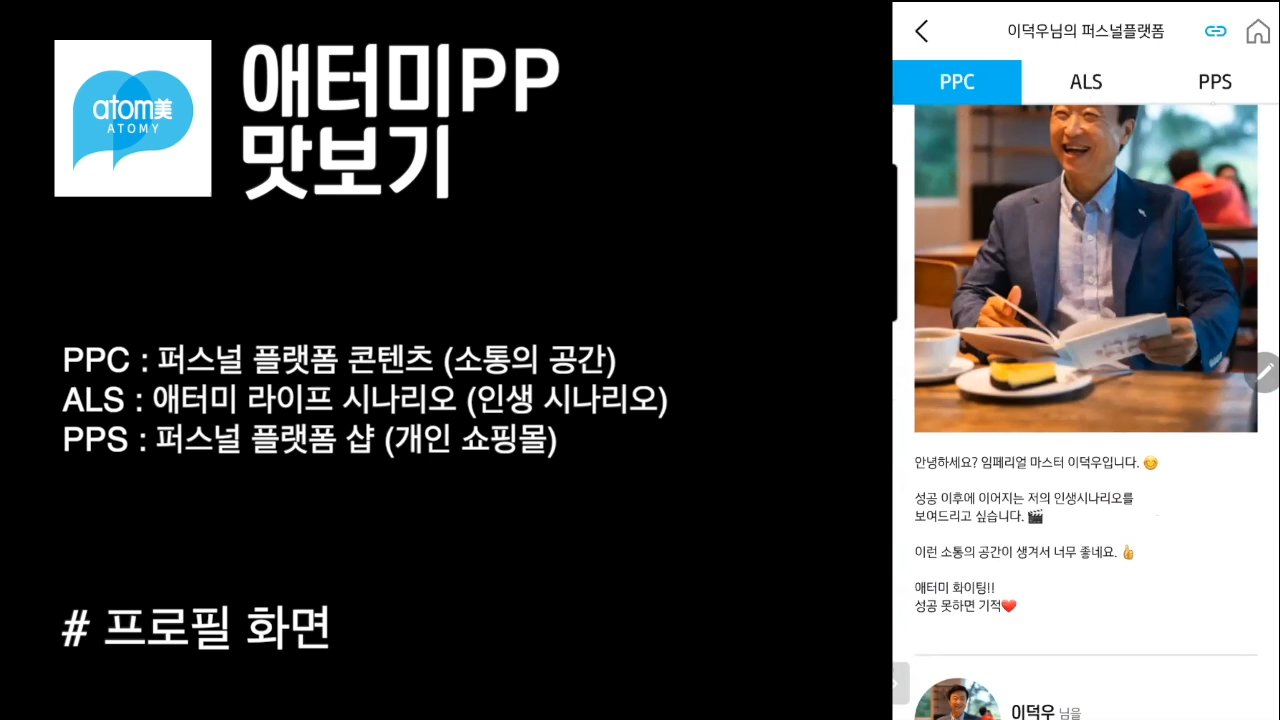 atom美
ATOMY
애터미PP
맛보기
PPC : 퍼스널 플랫폼 콘텐츠 (소통의 공간)
ALS : 애터미 라이프 시나리오 (인생 시나리오)
PPS : 퍼스널 플랫폼 샵 (개인 쇼핑몰)
# 프로필 화면
이덕우님의 퍼스널플랫폼
PPC ALS PPS
안녕하세요? 임페리얼 마스터 이덕우입니다. 😊
성공 이후에 이어지는 저의 인생시나리오를
보여드리고 싶습니다. 🎬
이런 소통의 공간이 생겨서 너무 좋네요. 👍
애터미 화이팅!!
성공 못하면 기적❤️
이덕우 님을